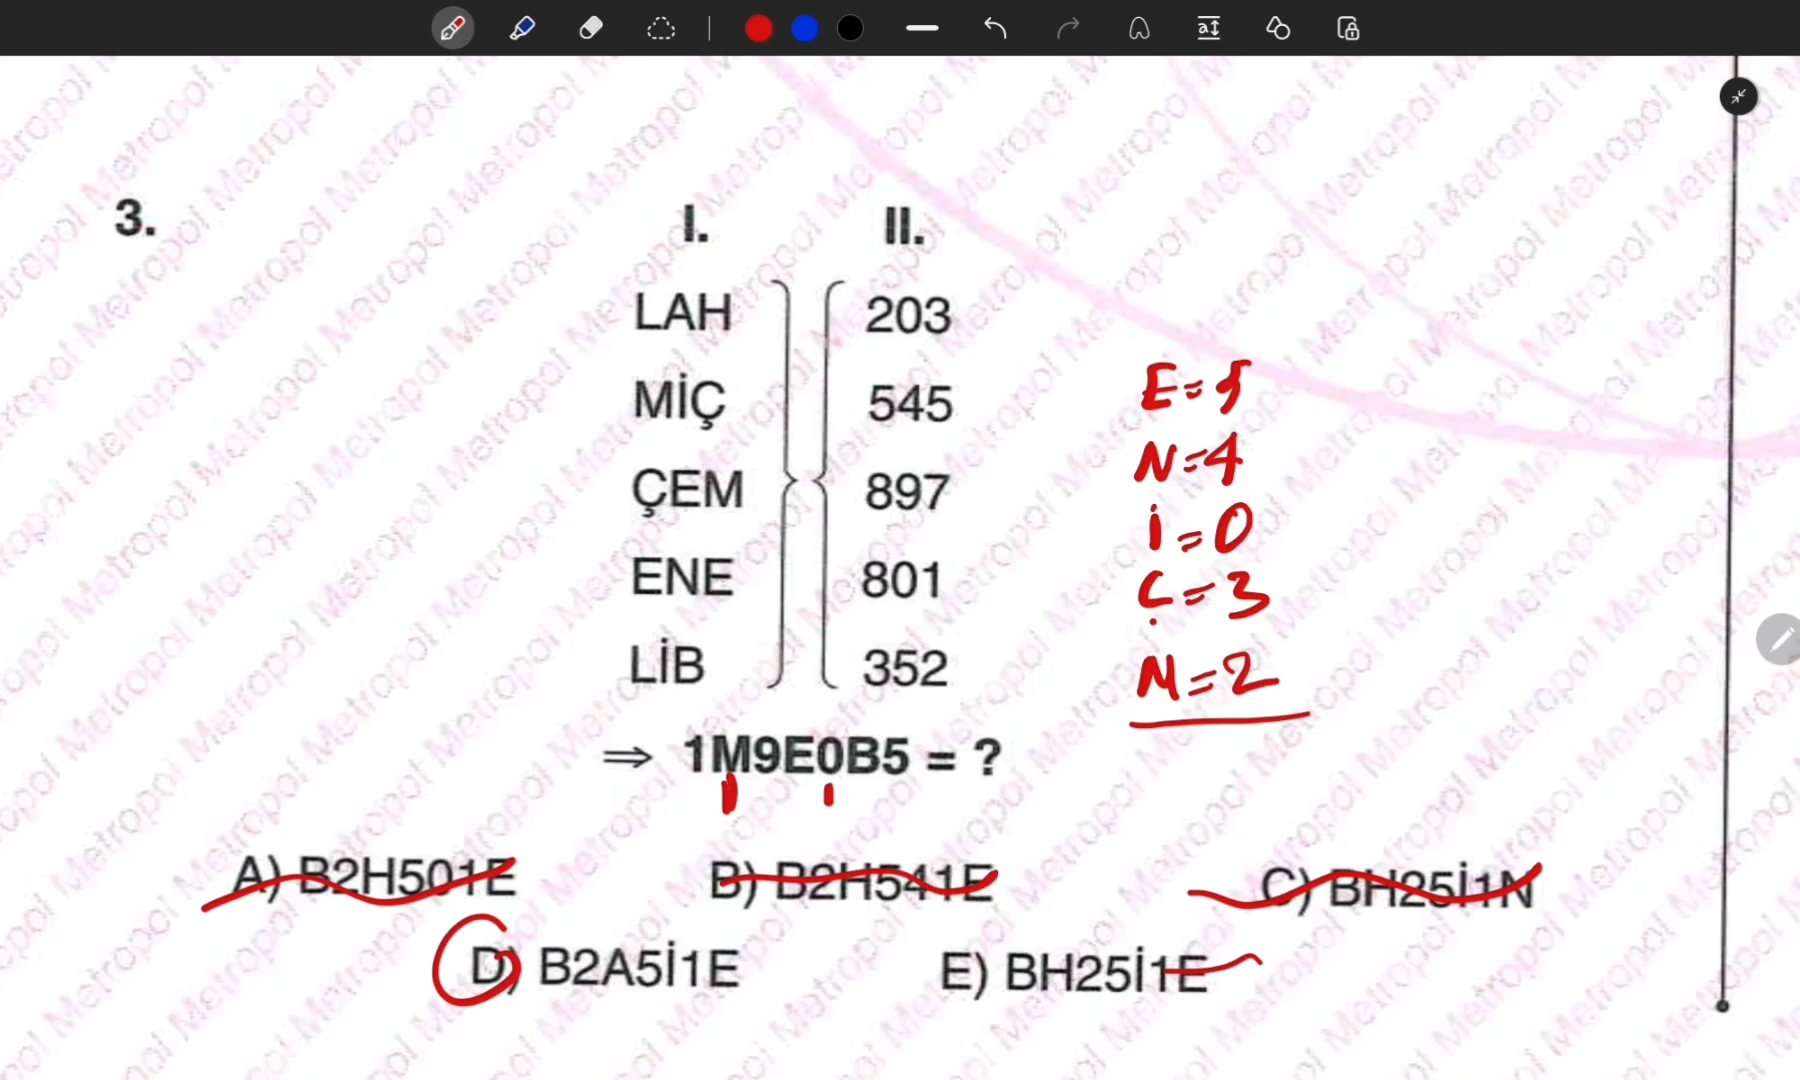 3.
I. II.
LAH 203
MİÇ 545
ÇEM 897
ENE 801
LİB 352
⇒ 1M9E0B5 = ?
A) B2H501E B) B2H541E C) BH25İ1N
D) B2A5İ1E E) BH25İ1E
E=5
N=4
İ=0
Ç=3
M=2
Metropol